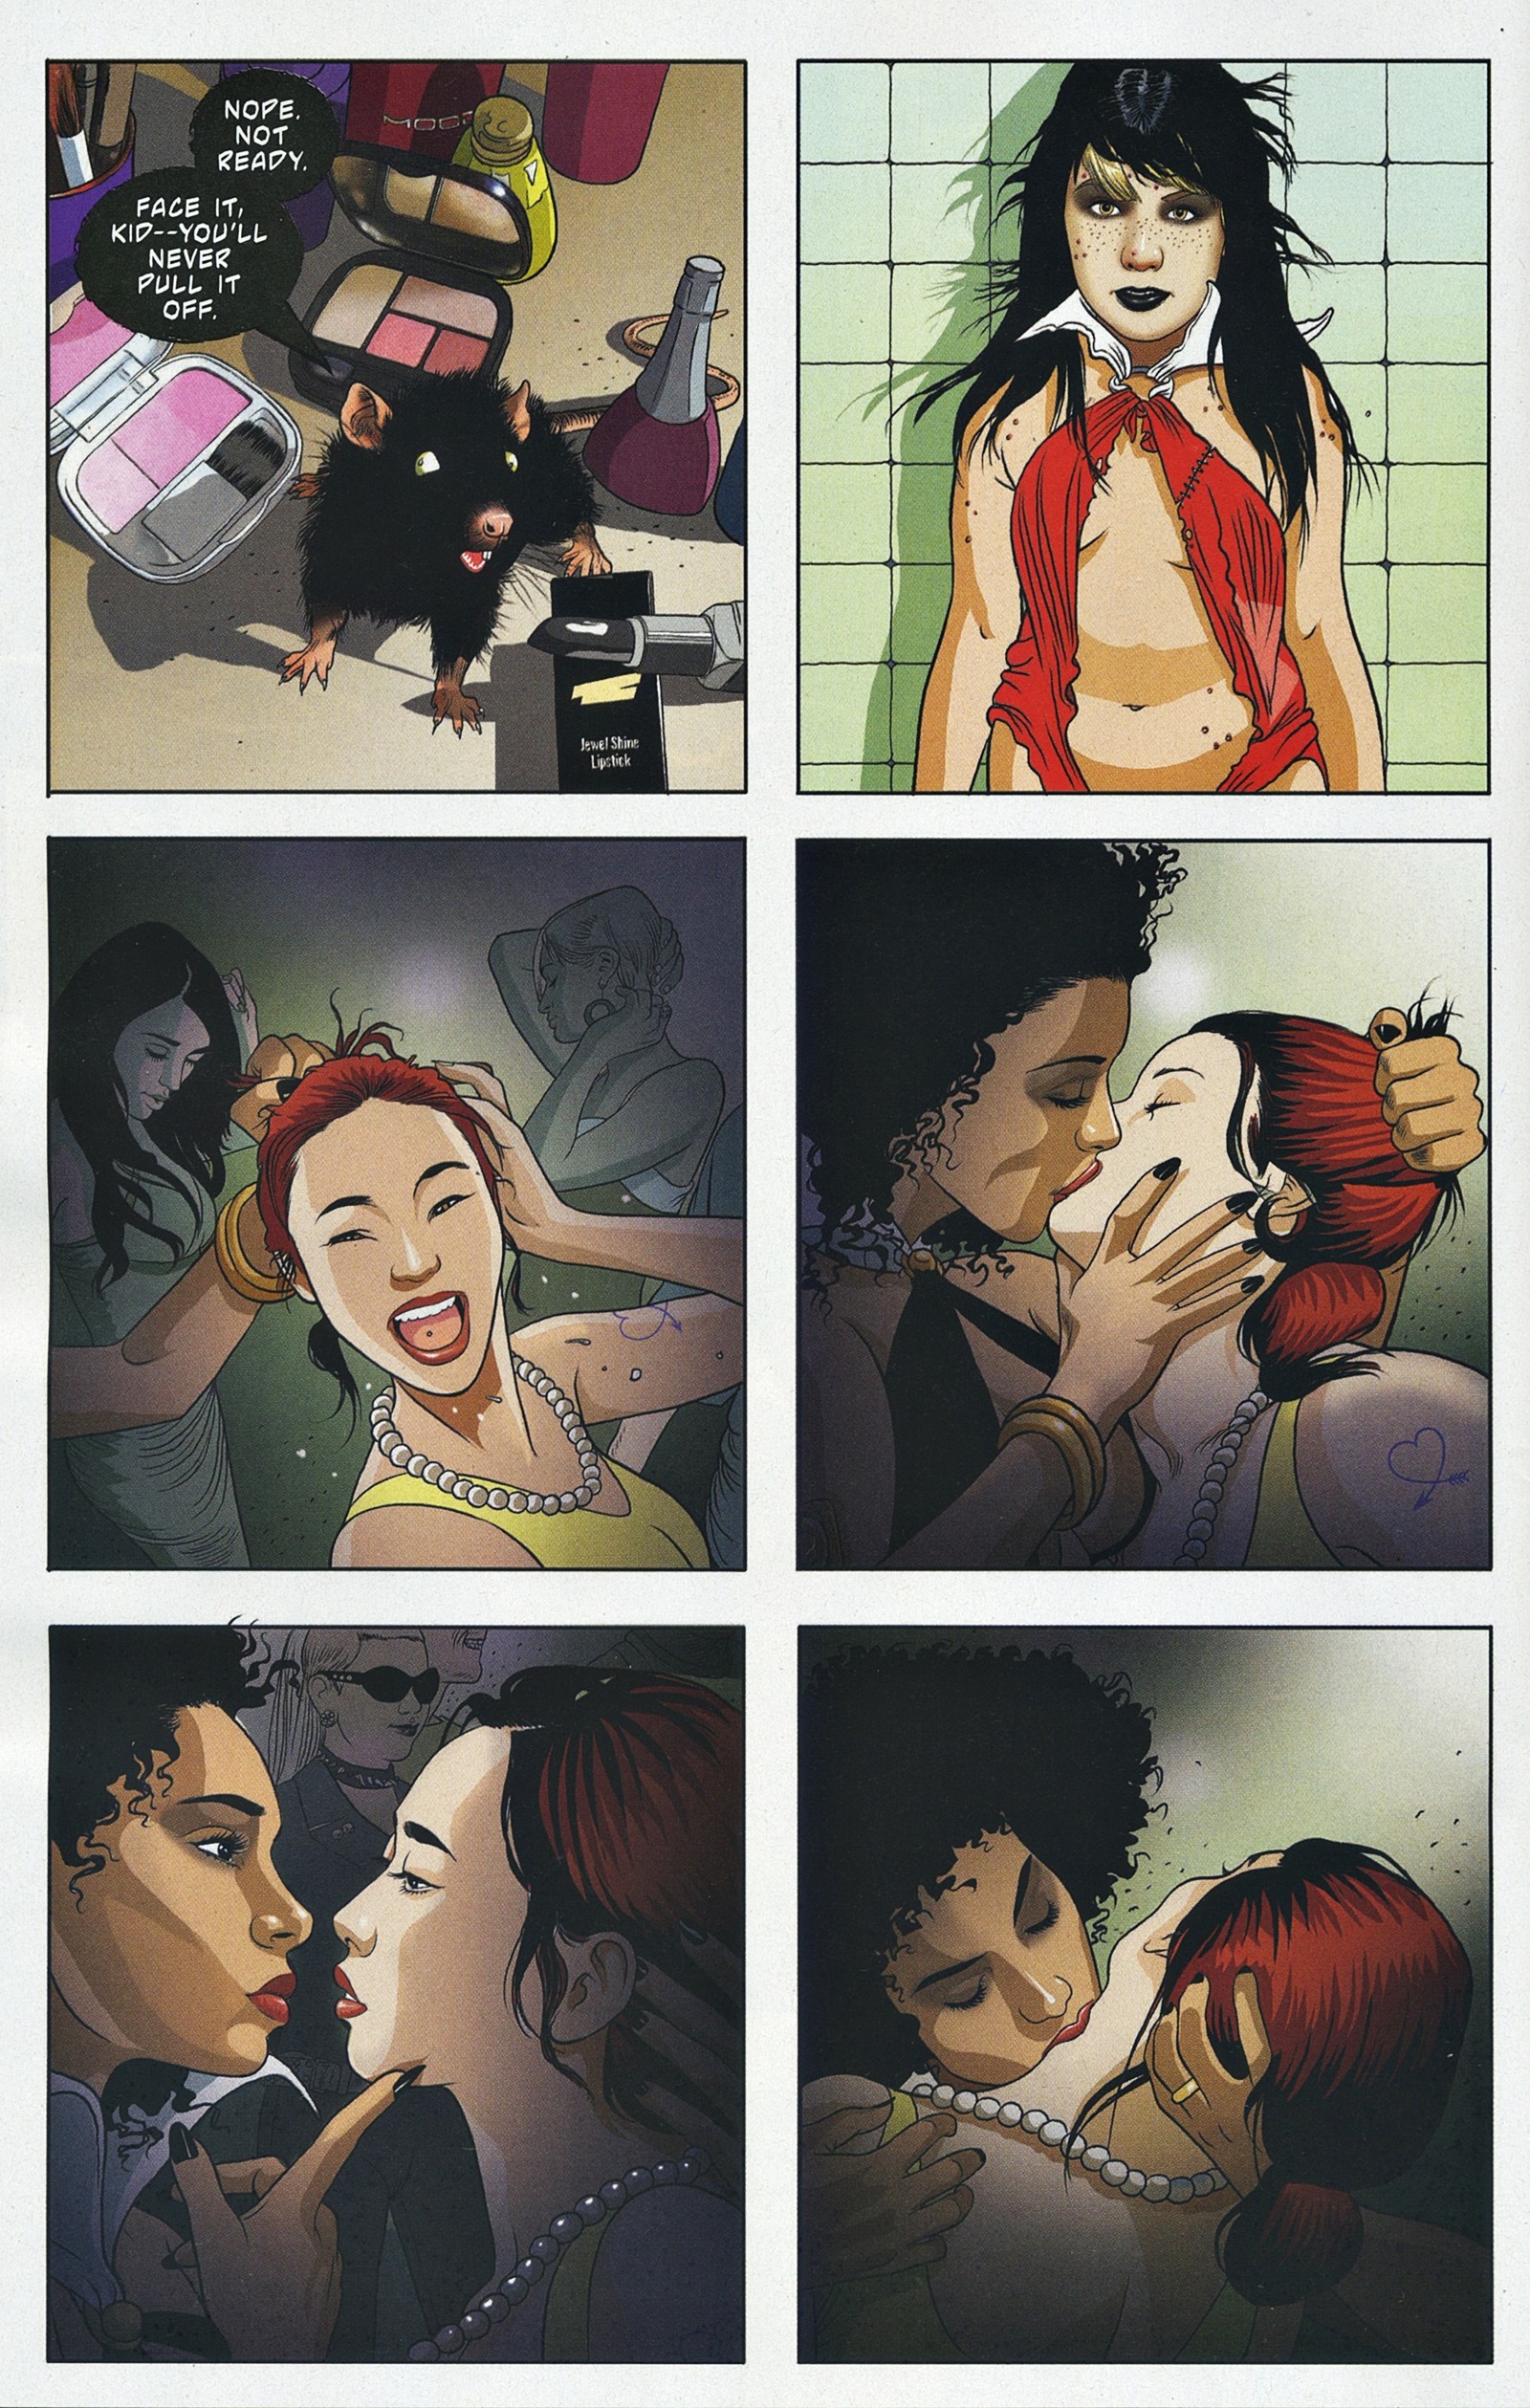 NOPE.
NOT
READY.
FACE IT,
KID--YOU'LL
NEVER
PULL IT
OFF.
Jewel Shine
Lipstick